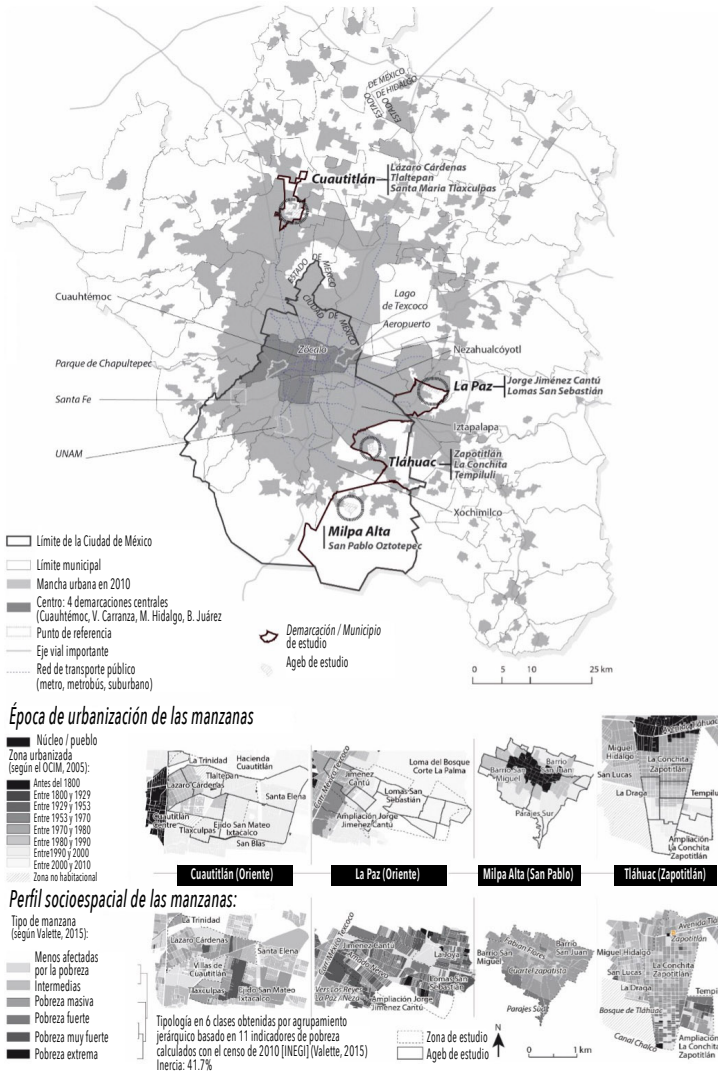 ESTADO DE MÉXICO
ESTADO DE HIDALGO
Cuautitlán
Lázaro Cárdenas
Tlaltepan
Santa María Tlaxculpas
ESTADO DE MÉXICO
CIUDAD DE MÉXICO
Cuauhtémoc
Lago
de Texcoco
Aeropuerto
Zócalo
Nezahualcóyotl
Parque de Chapultepec
La Paz
Jorge Jiménez Cantú
Lomas San Sebastián
Santa Fe
Iztapalapa
UNAM
Tláhuac
Zapotitlán
La Conchita
Tempiluli
Xochimilco
Milpa Alta
San Pablo Oztotepec
Límite de la Ciudad de México
Límite municipal
Mancha urbana en 2010
Centro: 4 demarcaciones centrales
(Cuauhtémoc, V. Carranza, M. Hidalgo, B. Juárez
Punto de referencia
Eje vial importante
Red de transporte público
(metro, metrobús, suburbano)
Demarcación / Municipio
de estudio
Ageb de estudio
0 5 10 25 km
Época de urbanización de las manzanas
Núcleo / pueblo
Zona urbanizada
(según el OCIM, 2005):
Antes del 1800
Entre 1800 y 1929
Entre 1929 y 1953
Entre 1953 y 1970
Entre 1970 y 1980
Entre 1980 y 1990
Entre1990 y 2000
Entre 2000 y 2010
Zona no habitacional
La Trinidad
Hacienda
Cuautitlán
Tlaltepan
Lázaro Cárdenas
Santa Elena
Cuautitlán
Centre
Tlaxculpas
Ejido San Mateo
Ixtacalco
San Blas
Cuautitlán (Oriente)
Jiménez
Cantú
Loma del Bosque
Corte La Palma
Lomas San
Sebastián
Ampliación Jorge
Jiménez Cantú
La Paz (Oriente)
Barrio San
Miguel
Barrio
San Juan
Parajes Sur
Milpa Alta (San Pablo)
Miguel
Hidalgo
La Conchita
Zapotitlán
San Lucas
La Draga
Tempilu
Ampliación
La Conchita
Zapotitlán
Tláhuac (Zapotitlán)
Perfil socioespacial de las manzanas:
Tipo de manzana
(según Valette, 2015):
Menos afectadas
por la pobreza
Intermedias
Pobreza masiva
Pobreza fuerte
Pobreza muy fuerte
Pobreza extrema
La Trinidad
Lázaro Cárdenas
Santa Elena
Villas de
Cuautitlán
Tlaxculpas
Ejido San Mateo
Ixtacalco
Jiménez Cantú
La Joya
Lomas San
Sebastián
Vers Los Reyes
La Paz / Neza
Ampliación Jorge
Jiménez Cantú
Fabián Flores
Barrio
San Juan
Barrio San
Miguel
Cuartel zapatista
Parajes Sur
Zapotitlán
Miguel Hidalgo
La Conchita
Zapotitlán
San Lucas
La Draga
Bosque de Tláhuac
Canal Chalco
Tempi
Ampliación
La Conchita
Zapotitlán
Tipología en 6 clases obtenidas por agrupamiento
jerárquico basado en 11 indicadores de pobreza
calculados con el censo de 2010 [INEGI] (Valette, 2015)
Inercia: 41.7%
Zona de estudio
Ageb de estudio
N
0 1 km